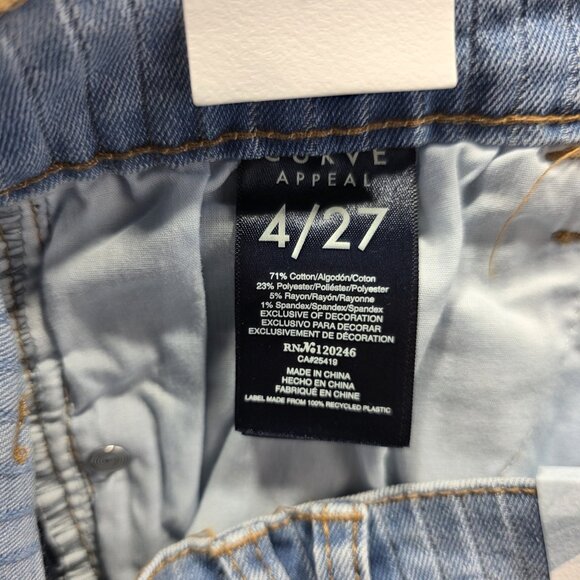 CURVE
APPEAL
4/27
71% Cotton/Algodón/Coton
23% Polyester/Poliéster/Polyester
5% Rayon/Rayón/Rayonne
1% Spandex/Spandex/Spandex
EXCLUSIVE OF DECORATION
EXCLUSIVO PARA DECORAR
EXCLUSIVEMENT DE DÉCORATION
RN№120246
CA#25419
MADE IN CHINA
HECHO EN CHINA
FABRIQUÉ EN CHINE
LABEL MADE FROM 100% RECYCLED PLASTIC